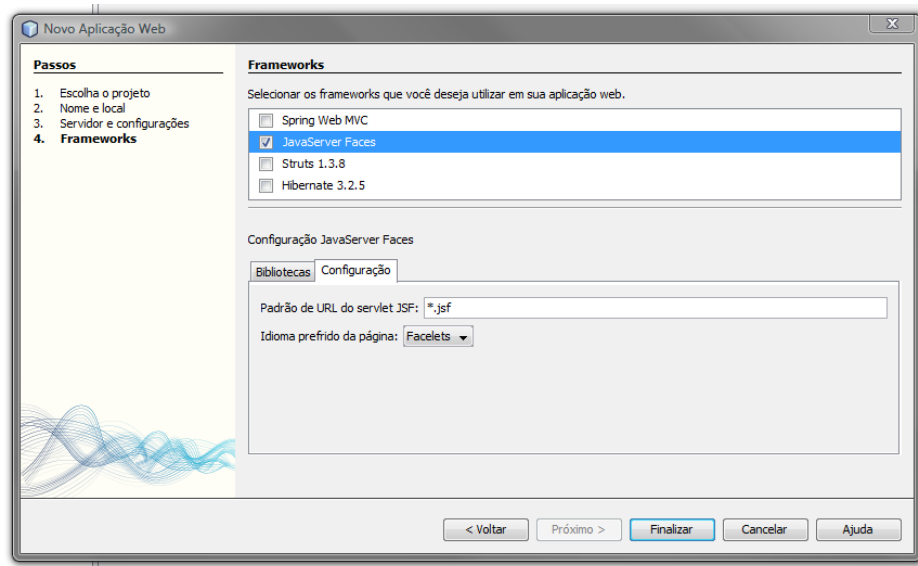 Novo Aplicação Web
Passos
1. Escolha o projeto
2. Nome e local
3. Servidor e configurações
4. Frameworks
Frameworks
Selecionar os frameworks que você deseja utilizar em sua aplicação web.
Spring Web MVC
JavaServer Faces
Struts 1.3.8
Hibernate 3.2.5
Configuração JavaServer Faces
Bibliotecas Configuração
Padrão de URL do servlet JSF: *.jsf
Idioma prefrido da página: Facelets
< Voltar Próximo > Finalizar Cancelar Ajuda